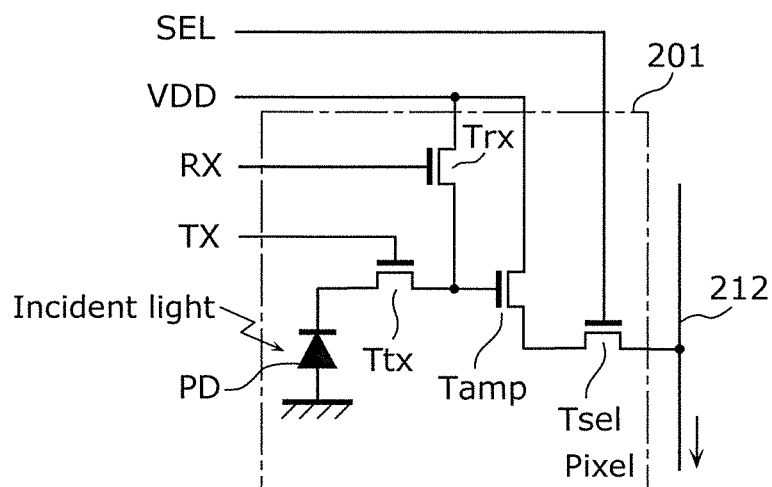 SEL
201
VDD
Trx
RX
TX
212
Incident light
PD
Ttx
Tamp
Tsel
Pixel